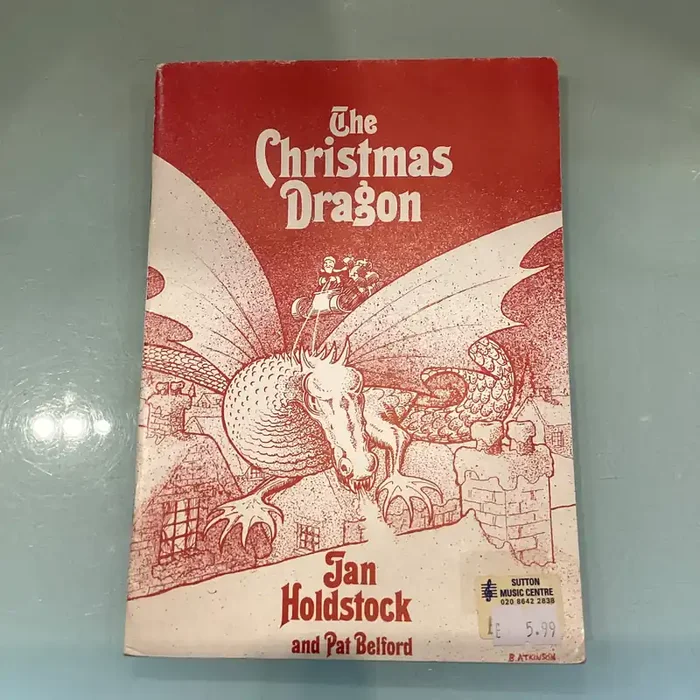 The
Christmas
Dragon
Jan
Holdstock
and Pat Belford
SUTTON
MUSIC CENTRE
020 8642 2838
£ 5.99
B. ATKINSON